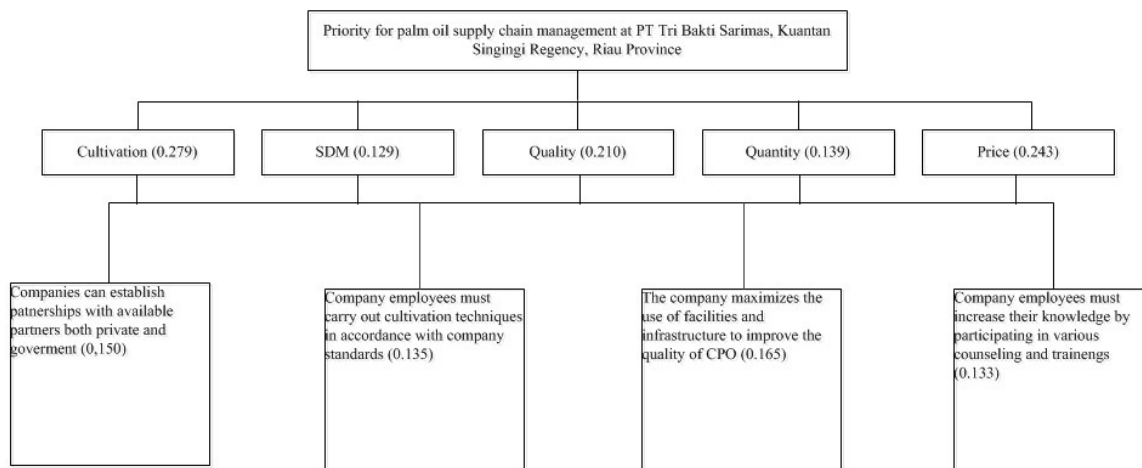 Priority for palm oil supply chain management at PT Tri Bakti Sarimas, Kuantan
Singingi Regency, Riau Province
Cultivation (0.279)
SDM (0.129)
Quality (0.210)
Quantity (0.139)
Price (0.243)
Companies can establish
patnerships with available
partners both private and
goverment (0,150)
Company employees must
carry out cultivation techniques
in accordance with company
standards (0.135)
The company maximizes the
use of facilities and
infrastructure to improve the
quality of CPO (0.165)
Company employees must
increase their knowledge by
participating in various
counseling and trainengs
(0.133)